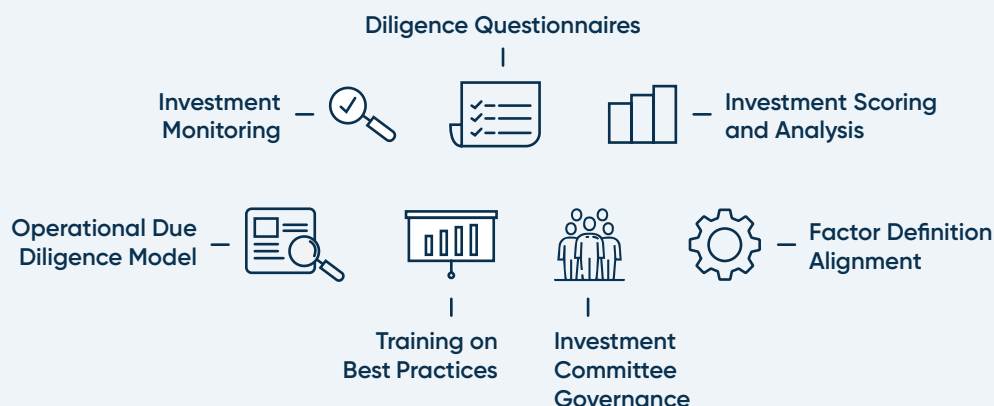 Diligence Questionnaires
Investment
Monitoring
Investment Scoring
and Analysis
Operational Due
Diligence Model
Factor Definition
Alignment
Training on
Best Practices
Investment
Committee
Governance